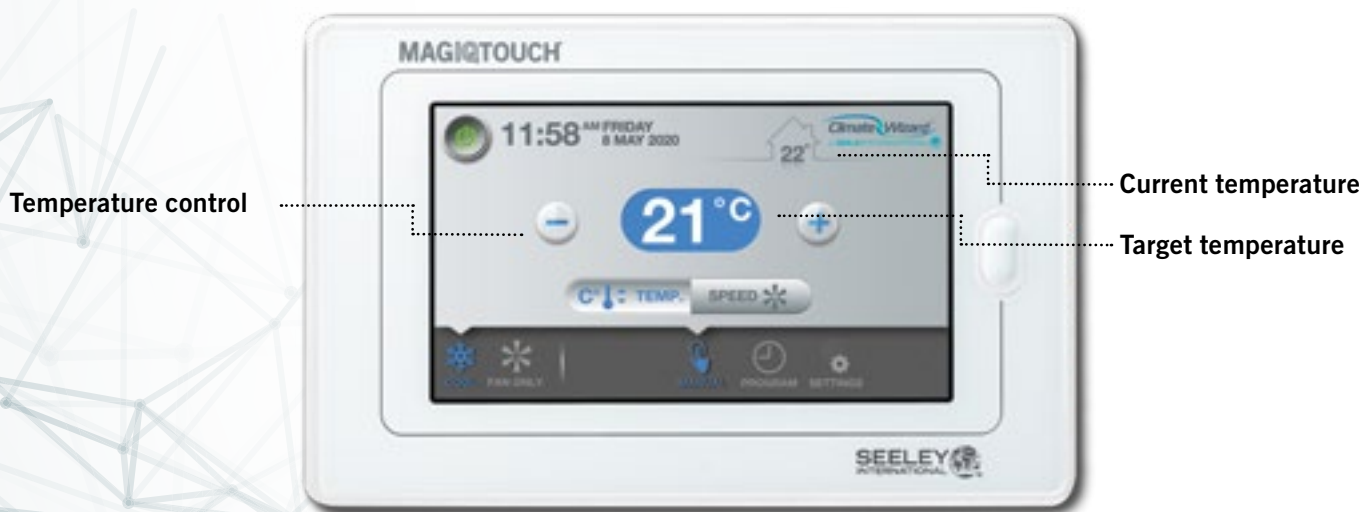 MAGIQTOUCH
11:58 AM FRIDAY
8 MAY 2020
22°
Climate Wizard
Temperature control
21°C
Current temperature
Target temperature
C° TEMP. SPEED
COOL FAN ONLY PROGRAM SETTINGS
SEELEY
INTERNATIONAL